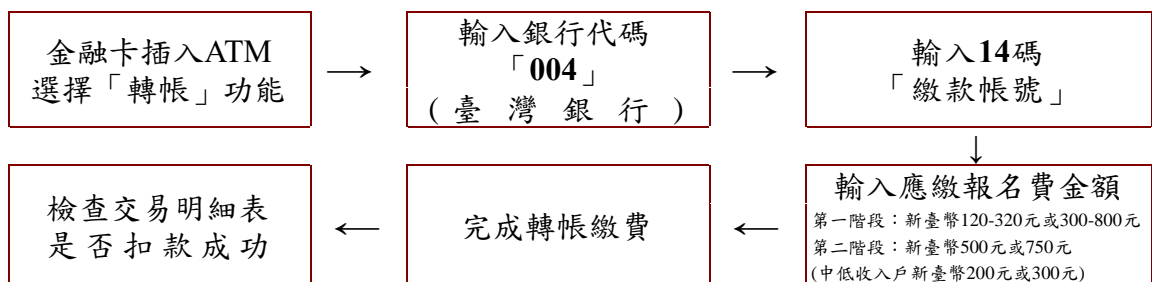 金融卡插入ATM
選擇「轉帳」功能
→
輸入銀行代碼
「004」
(臺灣銀行)
→
輸入14碼
「繳款帳號」
↓
輸入應繳報名費金額
第一階段：新臺幣120-320元或300-800元
第二階段：新臺幣500元或750元
(中低收入戶新臺幣200元或300元)
←
完成轉帳繳費
←
檢查交易明細表
是否扣款成功